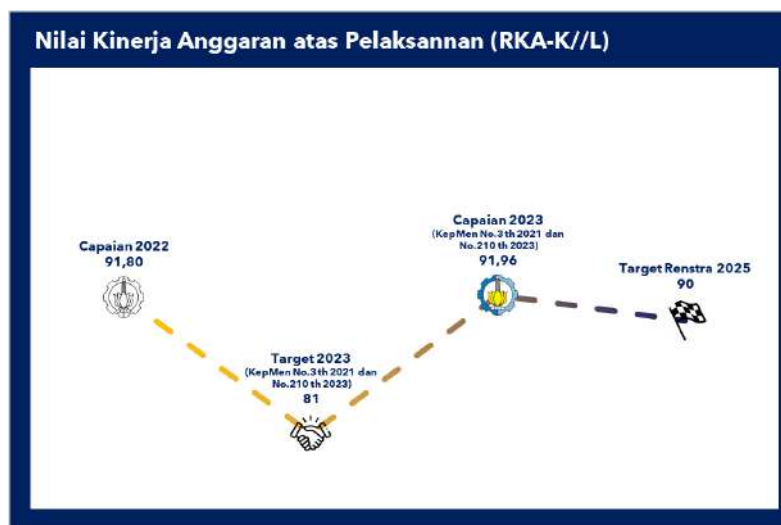 Nilai Kinerja Anggaran atas Pelaksannan (RKA-K//L)
Capaian 2022
91,80
Target 2023
(KepMen No.3 th 2021 dan
No.210 th 2023)
81
Capaian 2023
(KepMen No.3 th 2021 dan
No.210 th 2023)
91,96
Target Renstra 2025
90